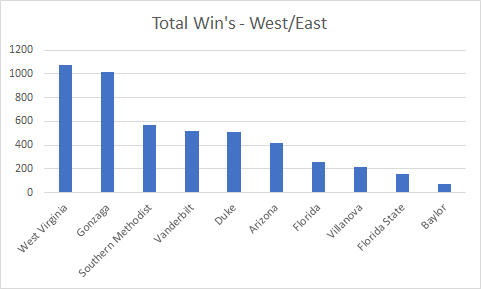 Total Win's - West/East
1200
1000
800
600
400
200
0
West Virginia
Gonzaga
Southern Methodist
Vanderbilt
Duke
Arizona
Florida
Villanova
Florida State
Baylor